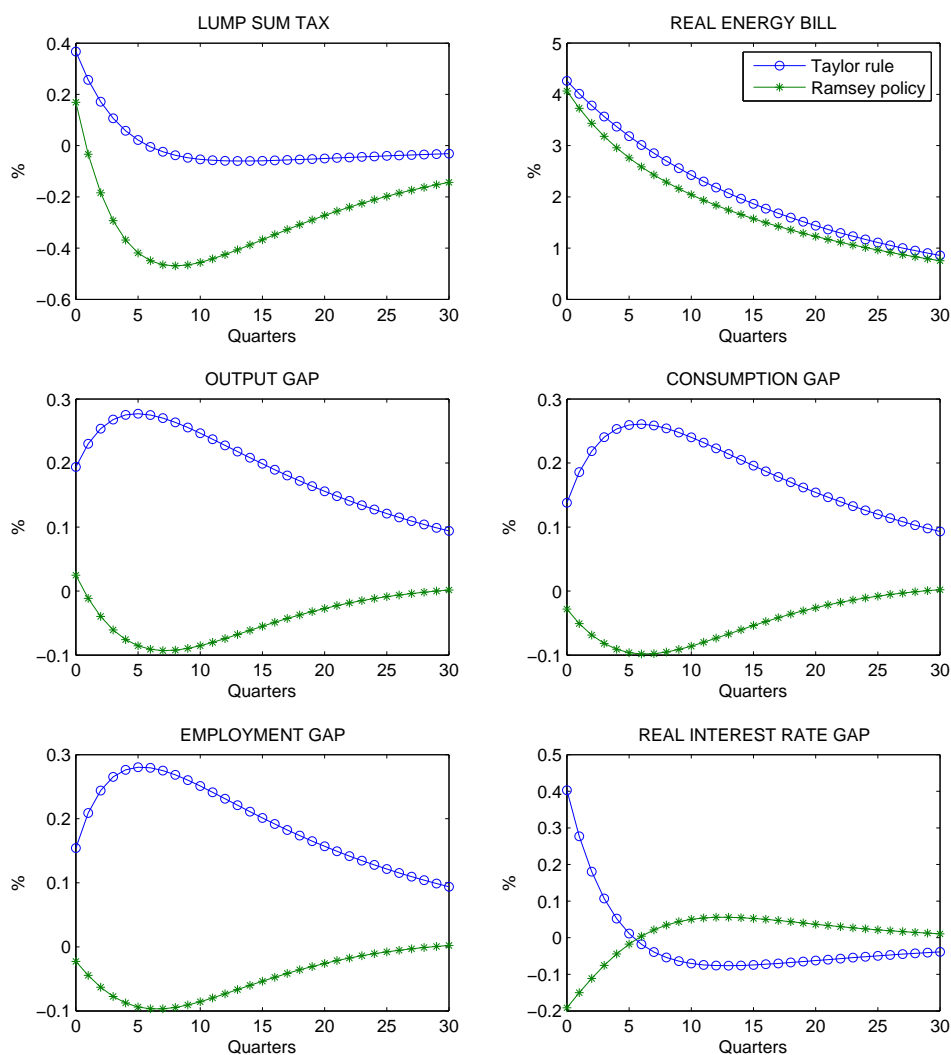 LUMP SUM TAX
0.4
0.2
0
−0.2
−0.4
−0.6
%
0 5 10 15 20 25 30
Quarters
REAL ENERGY BILL
5
4
3
2
1
0
%
Taylor rule
Ramsey policy
0 5 10 15 20 25 30
Quarters
OUTPUT GAP
0.3
0.2
0.1
0
−0.1
%
0 5 10 15 20 25 30
Quarters
CONSUMPTION GAP
0.3
0.2
0.1
0
−0.1
%
0 5 10 15 20 25 30
Quarters
EMPLOYMENT GAP
0.3
0.2
0.1
0
−0.1
%
0 5 10 15 20 25 30
Quarters
REAL INTEREST RATE GAP
0.5
0.4
0.3
0.2
0.1
0
−0.1
−0.2
%
0 5 10 15 20 25 30
Quarters